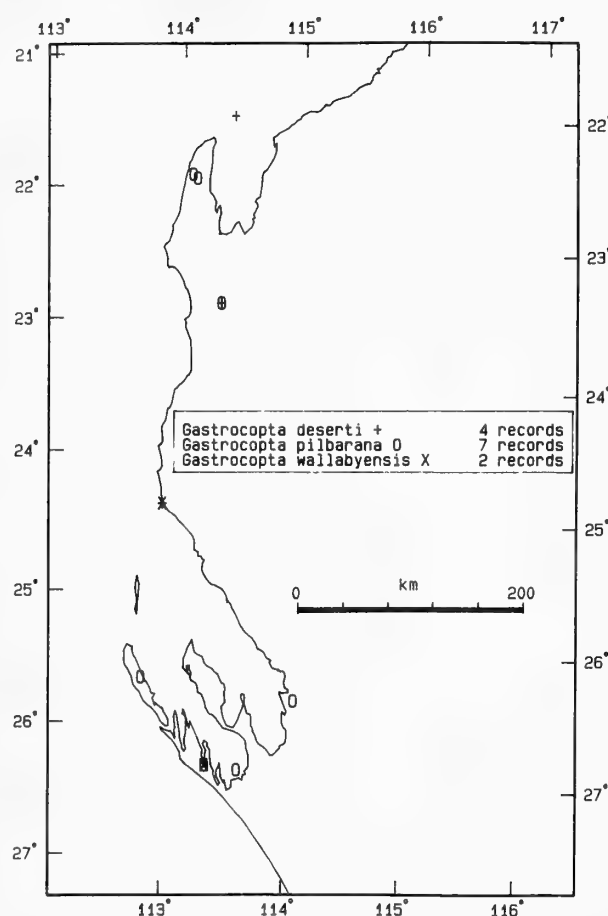 113° 114° 115° 116° 117°
21°
22°
22°
23°
23°
24°
24°
Gastrocopta deserti + 4 records
Gastrocopta pilbarana O 7 records
Gastrocopta wallabyensis X 2 records
25°
km
0 200
25°
26°
26°
27°
27°
113° 114° 115° 116°